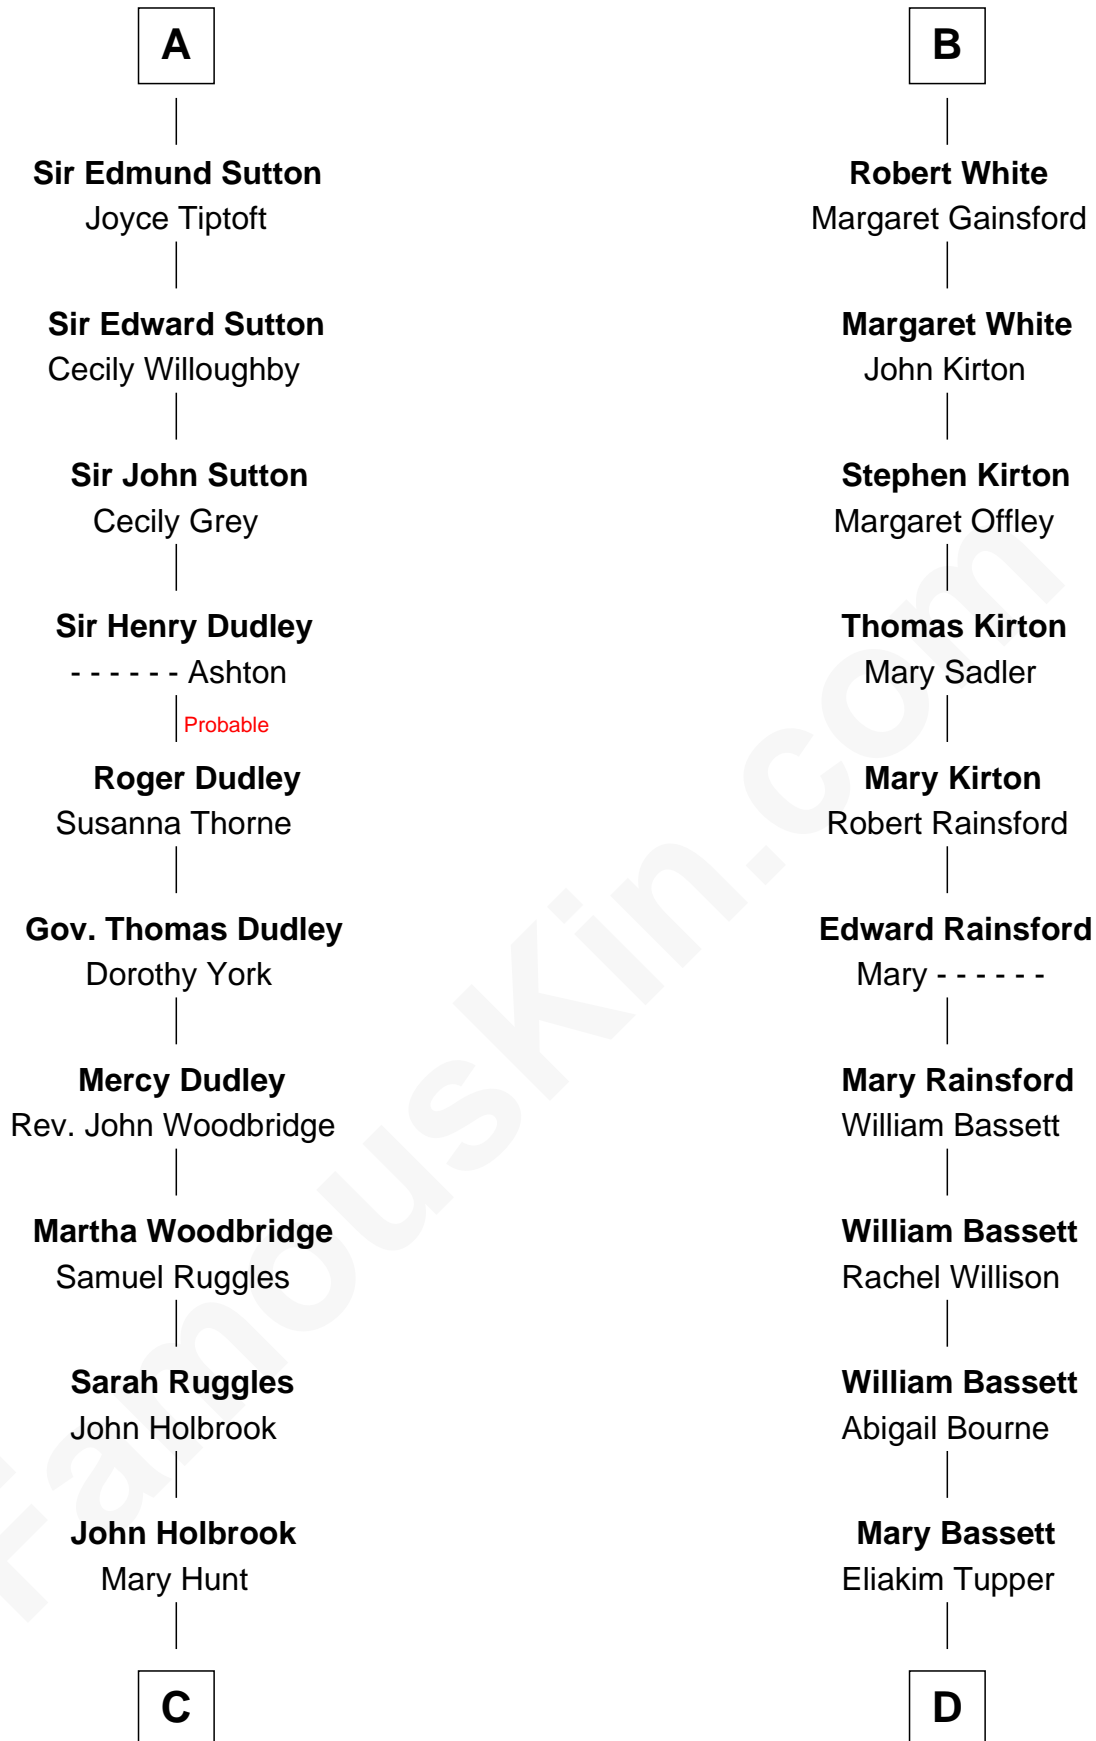 A
Sir Edmund Sutton
Joyce Tiptoft
Sir Edward Sutton
Cecily Willoughby
Sir John Sutton
Cecily Grey
Sir Henry Dudley
- - - - - - Ashton
Probable
Roger Dudley
Susanna Thorne
Gov. Thomas Dudley
Dorothy York
Mercy Dudley
Rev. John Woodbridge
Martha Woodbridge
Samuel Ruggles
Sarah Ruggles
John Holbrook
John Holbrook
Mary Hunt
C
B
Robert White
Margaret Gainsford
Margaret White
John Kirton
Stephen Kirton
Margaret Offley
Thomas Kirton
Mary Sadler
Mary Kirton
Robert Rainsford
Edward Rainsford
Mary - - - - - -
Mary Rainsford
William Bassett
William Bassett
Rachel Willison
William Bassett
Abigail Bourne
Mary Bassett
Eliakim Tupper
D
FamousKin.com